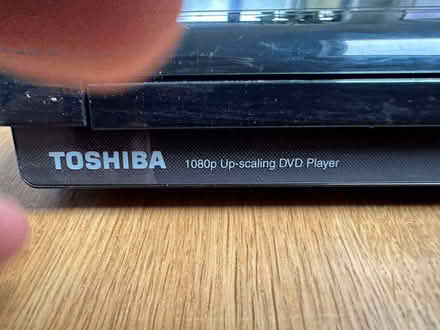 TOSHIBA 1080p Up-scaling DVD Player